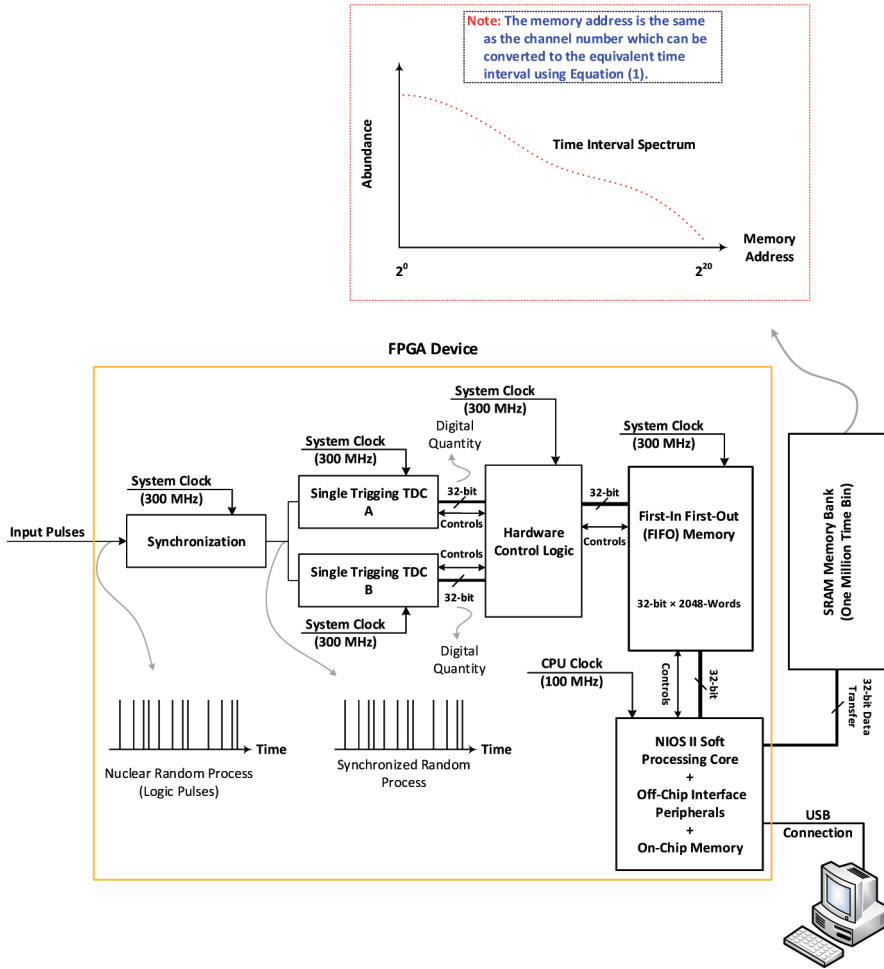 Note: The memory address is the same
as the channel number which can be
converted to the equivalent time
interval using Equation (1).
Abundance
Time Interval Spectrum
Memory
Address
2⁰
2²⁰
FPGA Device
System Clock
(300 MHz)
Digital
Quantity
System Clock
(300 MHz)
System Clock
(300 MHz)
System Clock
(300 MHz)
Single Trigging TDC
A
32-bit
Controls
Hardware
Control Logic
32-bit
Controls
First-In First-Out
(FIFO) Memory
32-bit × 2048-Words
SRAM Memory Bank
(One Million Time Bin)
Input Pulses
Synchronization
Single Trigging TDC
B
Controls
32-bit
System Clock
(300 MHz)
Digital
Quantity
CPU Clock
(100 MHz)
Controls
32-bit
32-bit Data
Transfer
Time
Nuclear Random Process
(Logic Pulses)
Time
Synchronized Random
Process
NIOS II Soft
Processing Core
+
Off-Chip Interface
Peripherals
+
On-Chip Memory
USB
Connection